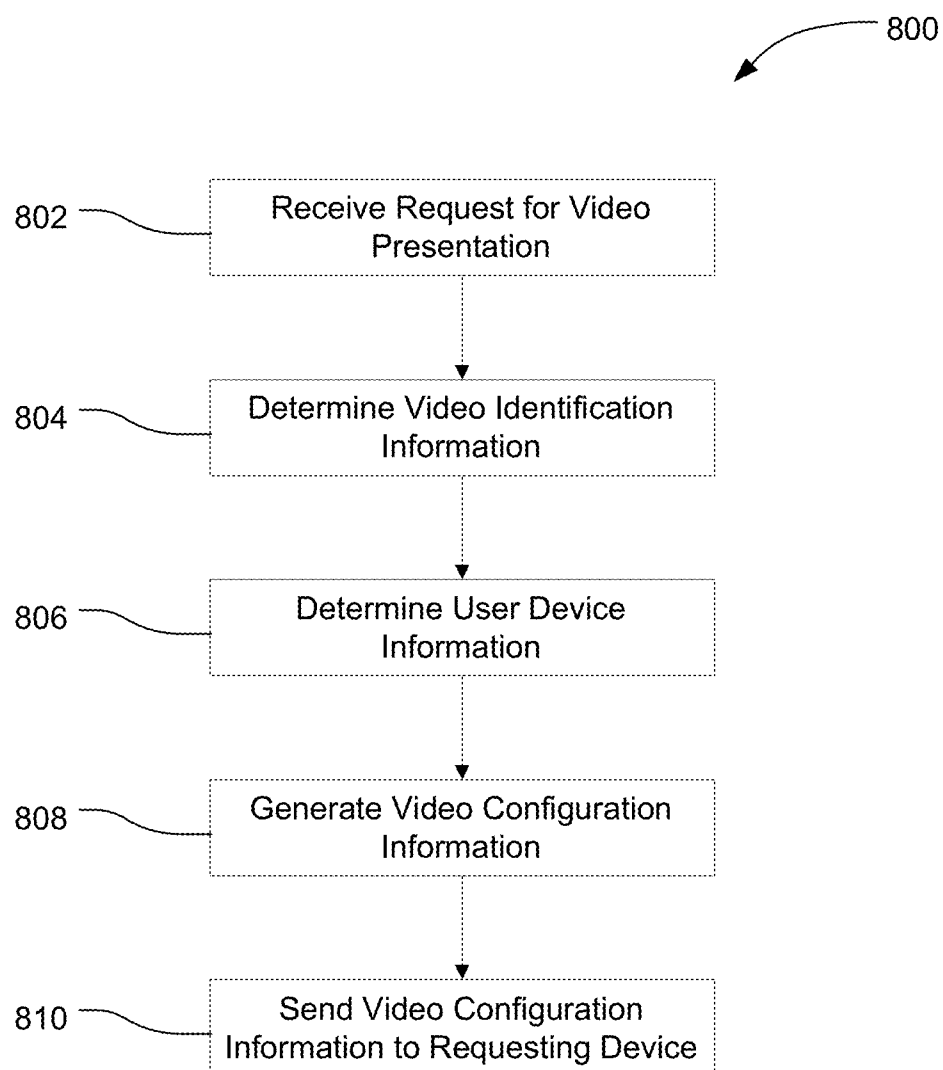 800
802
Receive Request for Video
Presentation
804
Determine Video Identification
Information
806
Determine User Device
Information
808
Generate Video Configuration
Information
810
Send Video Configuration
Information to Requesting Device